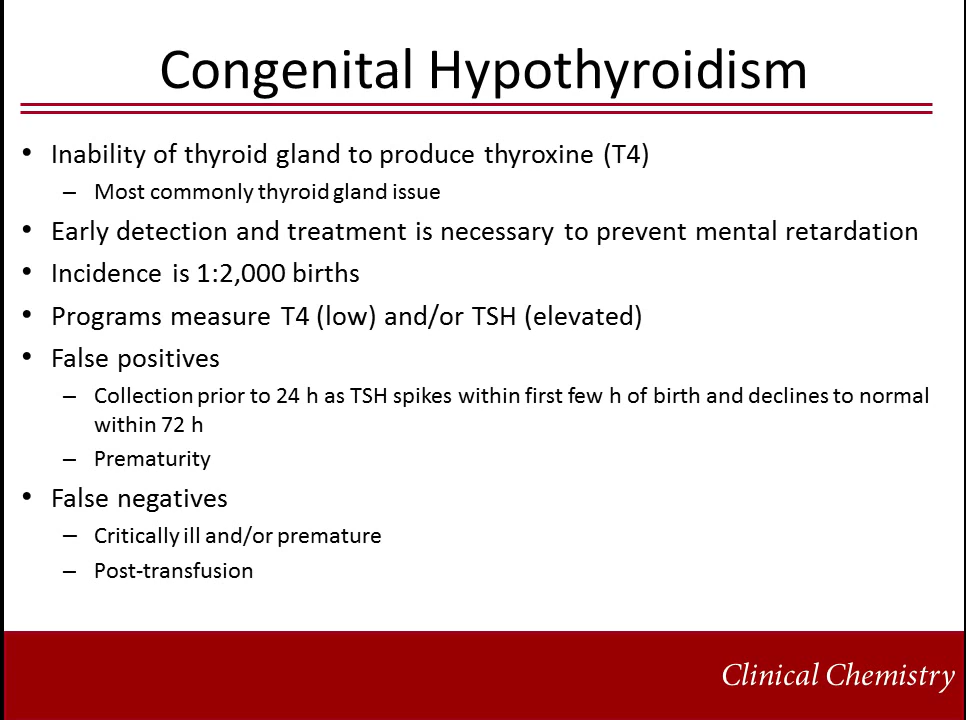 Congenital Hypothyroidism
• Inability of thyroid gland to produce thyroxine (T4)
– Most commonly thyroid gland issue
• Early detection and treatment is necessary to prevent mental retardation
• Incidence is 1:2,000 births
• Programs measure T4 (low) and/or TSH (elevated)
• False positives
– Collection prior to 24 h as TSH spikes within first few h of birth and declines to normal
within 72 h
– Prematurity
• False negatives
– Critically ill and/or premature
– Post-transfusion
Clinical Chemistry